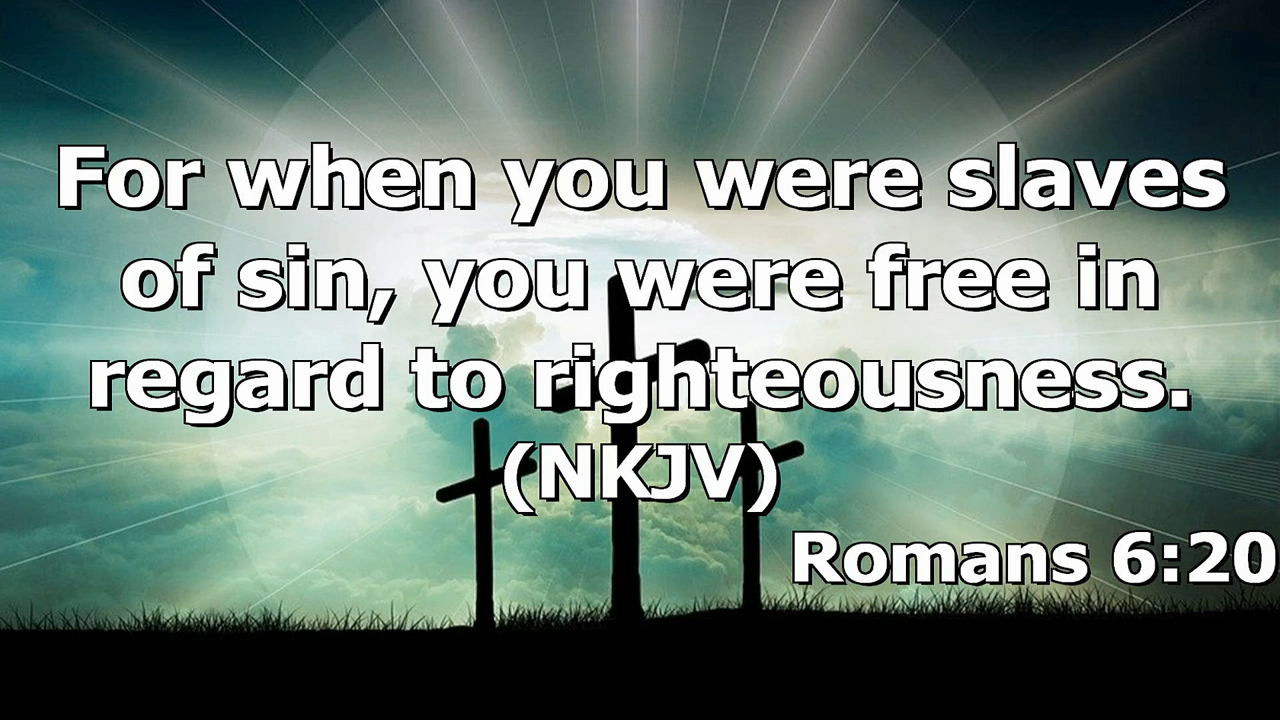 For when you were slaves
of sin, you were free in
regard to righteousness.
(NKJV)
Romans 6:20